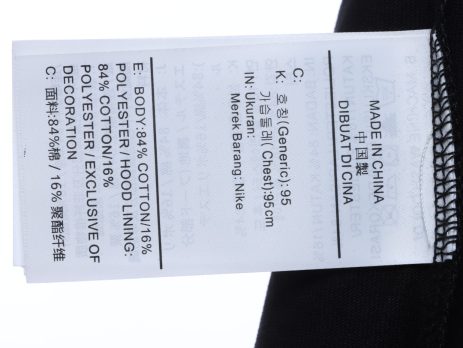 MADE IN CHINA
中国製
DIBUAT DI CINA
C:
K: 호칭(Generic):95
가슴둘레(Chest):95cm
IN: Ukuran:
Merek Barang: Nike
E: BODY:84% COTTON/16%
POLYESTER/HOOD LINING:
84% COTTON/16%
POLYESTER/EXCLUSIVE OF
DECORATION
C: 面料:84%棉 / 16% 聚酯纤维